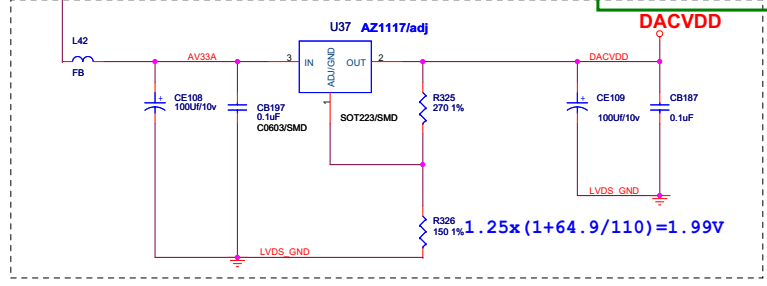 DACVDD
U37 AZ1117/adj
L42
FB
AV33A
3
IN
ADJ/GND
OUT
2
1
SOT223/SMD
DACVDD
CE108
100Uf/10v
CB197
0.1uF
C0603/SMD
R325
270 1%
CE109
100Uf/10v
CB187
0.1uF
LVDS_GND
R326
150 1%
1.25x(1+64.9/110)=1.99V
LVDS_GND